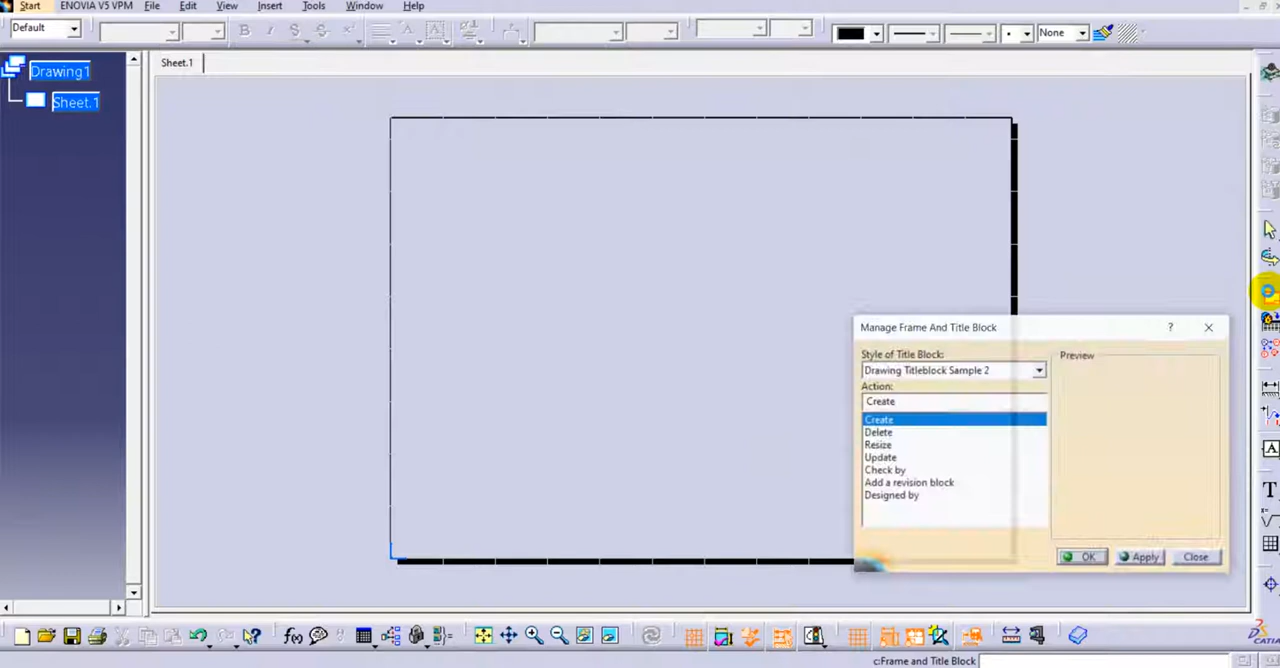 Start ENOVIA V5 VPM File Edit View Insert Tools Window Help
Default
None
Drawing1
Sheet.1
Sheet.1
Manage Frame And Title Block
Style of Title Block:
Drawing Titleblock Sample 2
Action:
Create
Create
Delete
Resize
Update
Check by
Add a revision block
Designed by
Preview
OK Apply Close
c:Frame and Title Block
CATIA